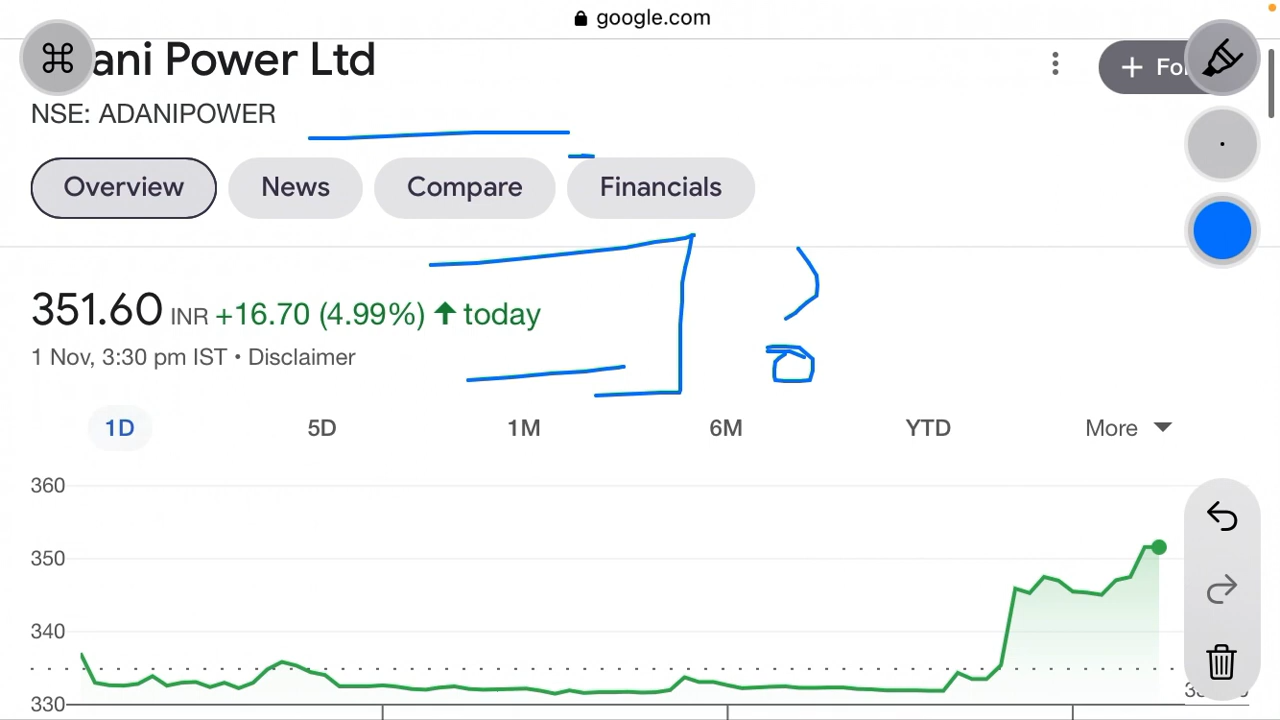 google.com
ani Power Ltd
+ Fo
NSE: ADANIPOWER
Overview News Compare Financials
351.60 INR +16.70 (4.99%) ↑ today
1 Nov, 3:30 pm IST • Disclaimer
1D 5D 1M 6M YTD More
360
350
340
330